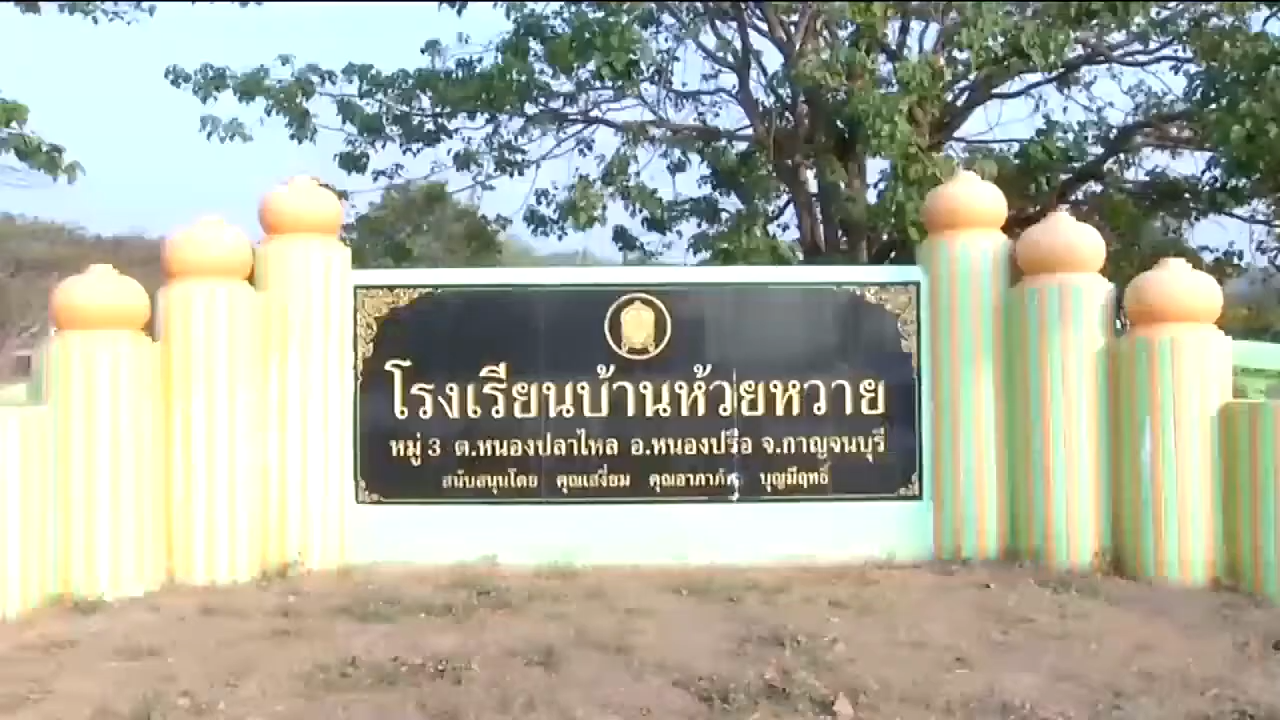 โรงเรียนบ้านห้วยหวาย
หมู่ 3 ต.หนองปลาไหล อ.หนองปรือ จ.กาญจนบุรี
สนับสนุนโดย คุณเสงี่ยม บุญมีฤทธิ์